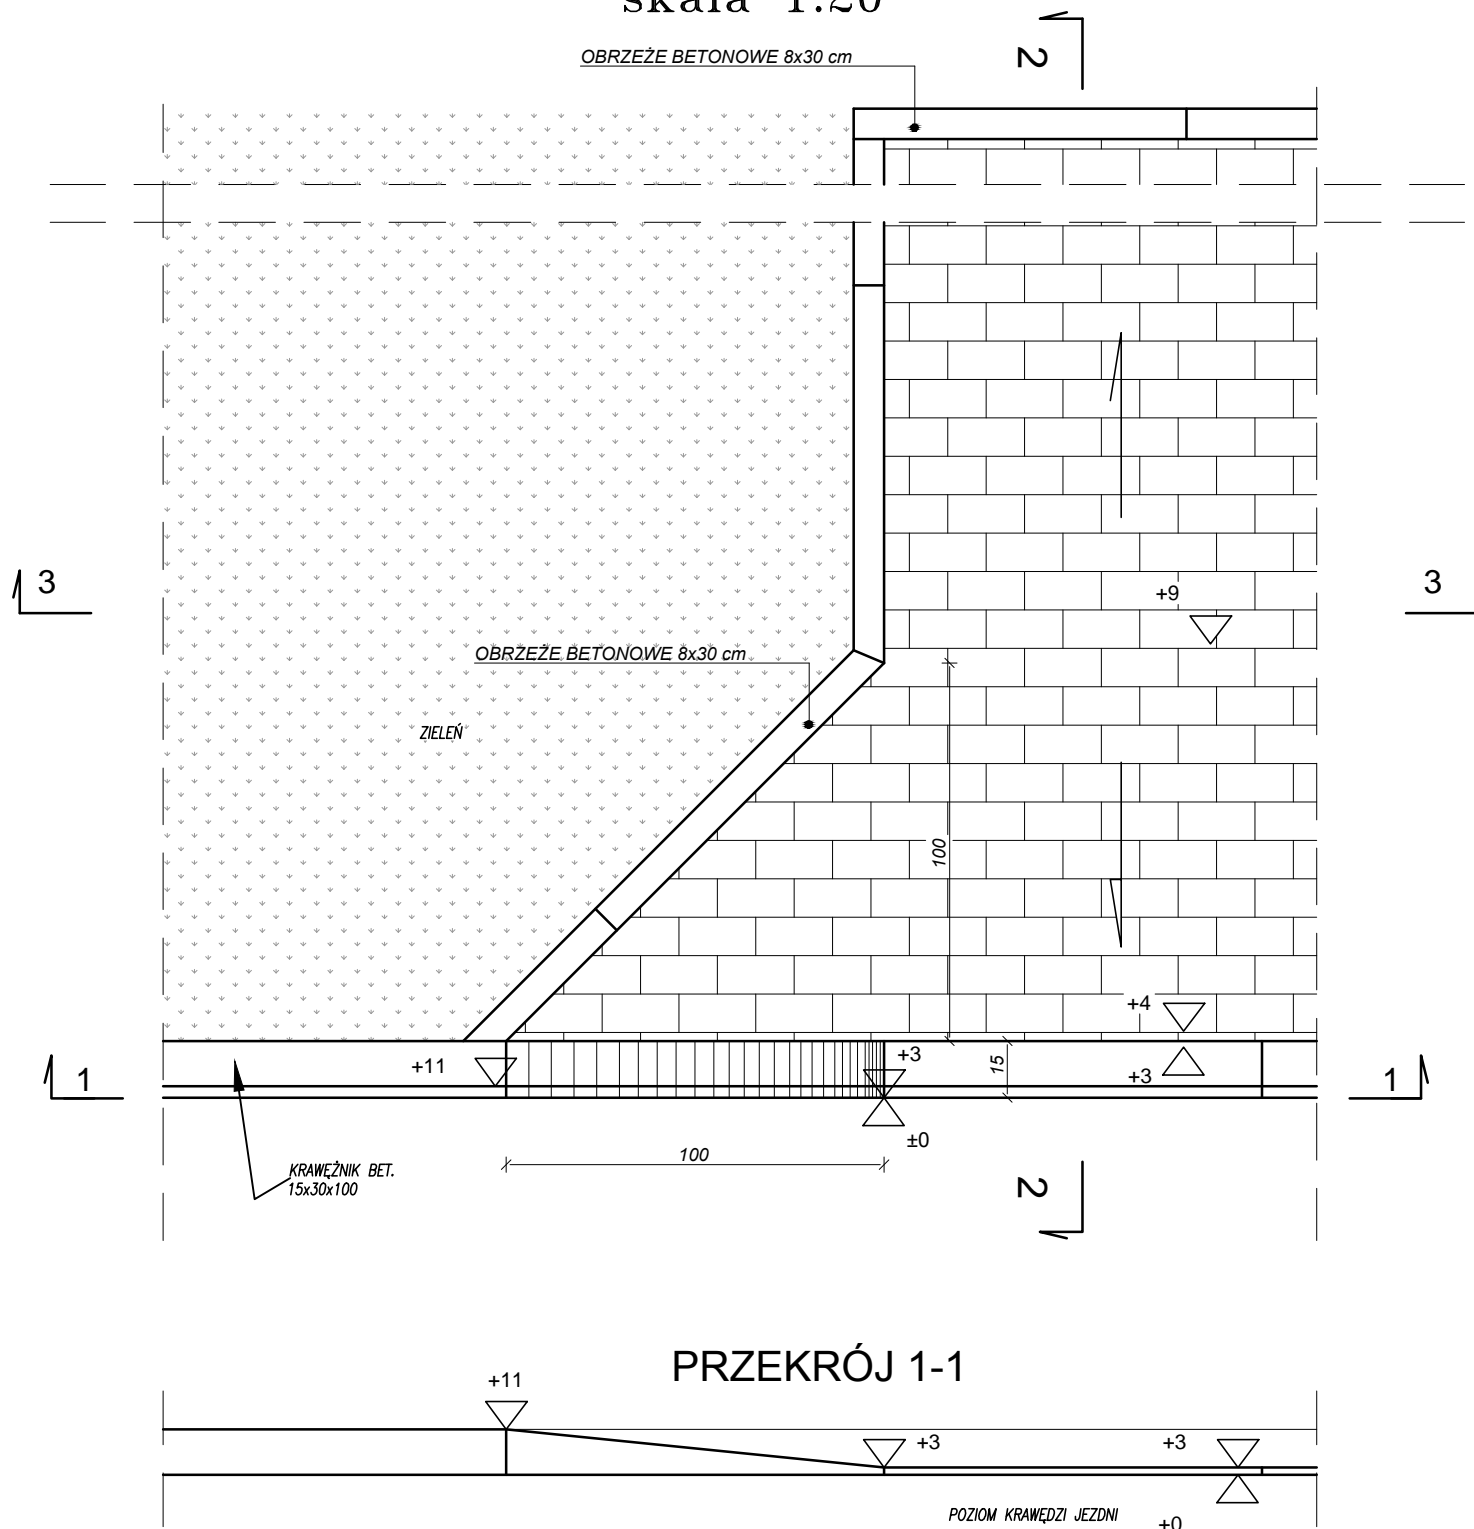 skala 1:20
2
OBRZEŻE BETONOWE 8x30 cm
3
3
+9
OBRZEŻE BETONOWE 8x30 cm
ZIELEŃ
100
+4
+3
15
+11
+3
1
1
±0
100
KRAWĘŻNIK BET.
15x30x100
2
PRZEKRÓJ 1-1
+11
+3
+3
POZIOM KRAWĘDZI JEZDNI
+0